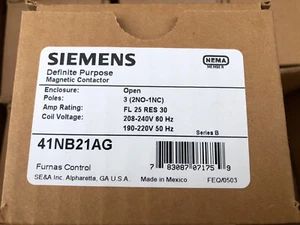 SIEMENS
NEMA
MEMBER
Definite Purpose
Magnetic Contactor
Enclosure: Open
Poles: 3 (2NO-1NC)
Amp Rating: FL 25 RES 30
Coil Voltage: 208-240V 60 Hz
190-220V 50 Hz
Series B
41NB21AG
Furnas Control
7 83087 07175 9
SE&A Inc. Alpharetta, GA U.S.A.
Made in Mexico
FEQ/0503